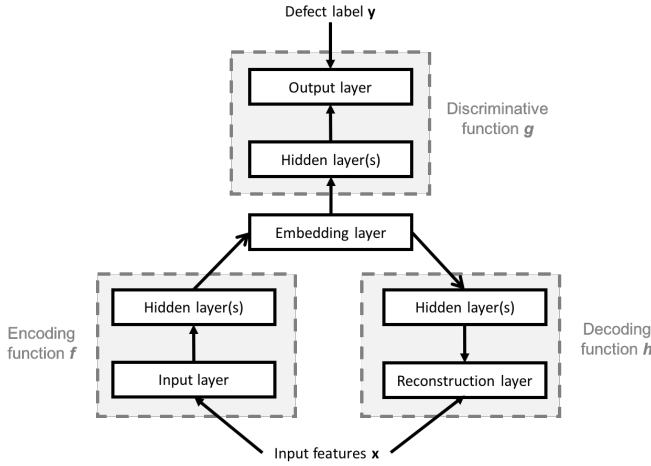 Defect label y
Output layer
Discriminative
function g
Hidden layer(s)
Embedding layer
Hidden layer(s)
Hidden layer(s)
Encoding
function f
Decoding
function h
Input layer
Reconstruction layer
Input features x